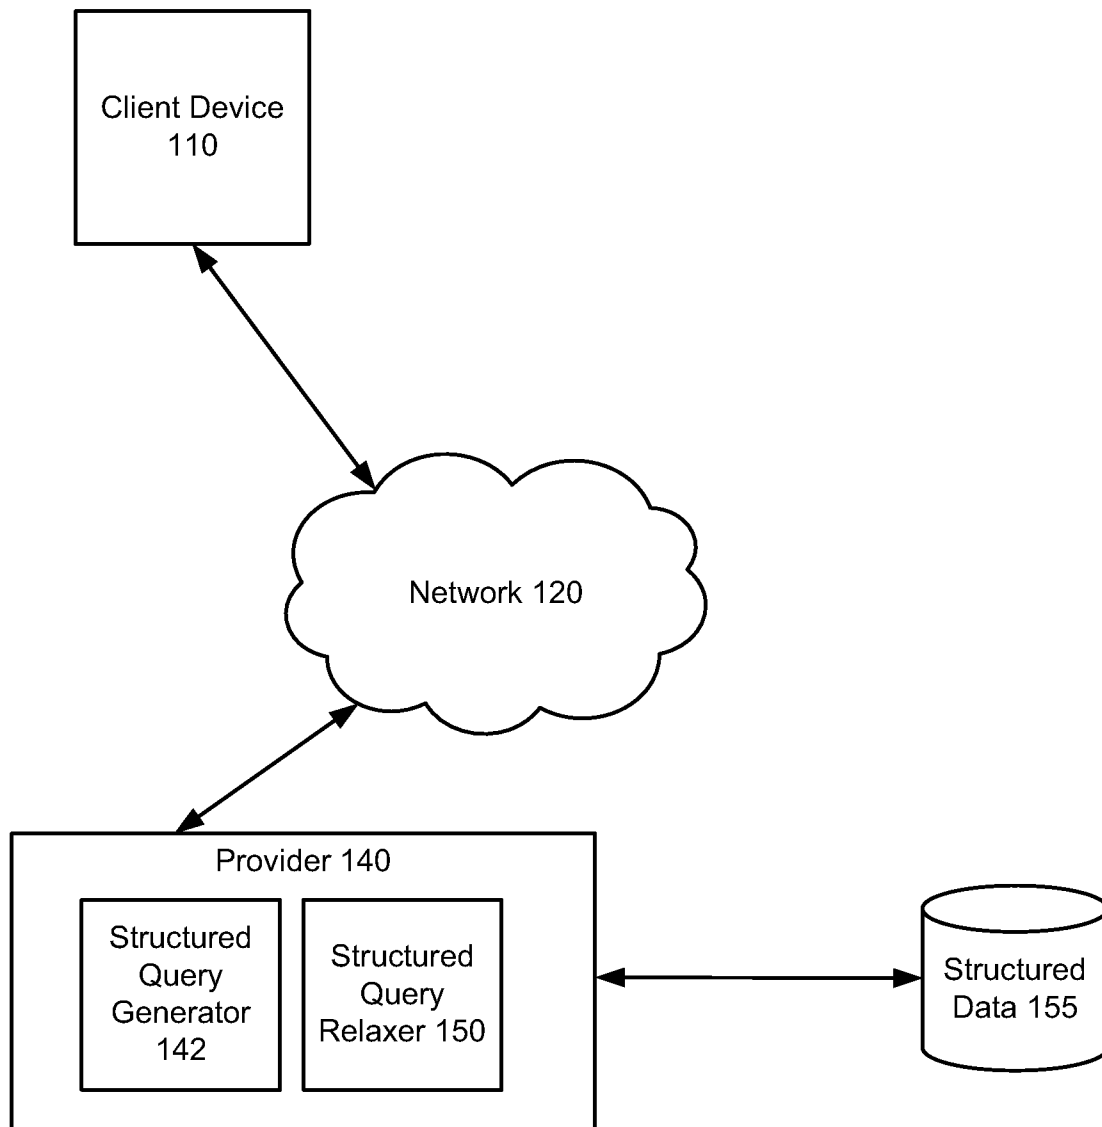 Client Device
110
Network 120
Provider 140
Structured
Query
Generator
142
Structured
Query
Relaxer 150
Structured
Data 155